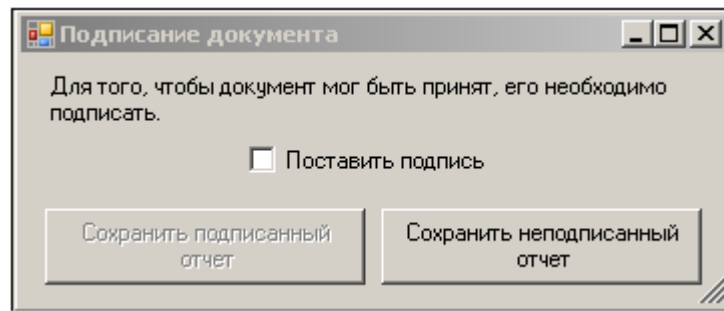 Подписание документа
Для того, чтобы документ мог быть принят, его необходимо
подписать.
Поставить подпись
Сохранить подписанный
отчет
Сохранить неподписанный
отчет